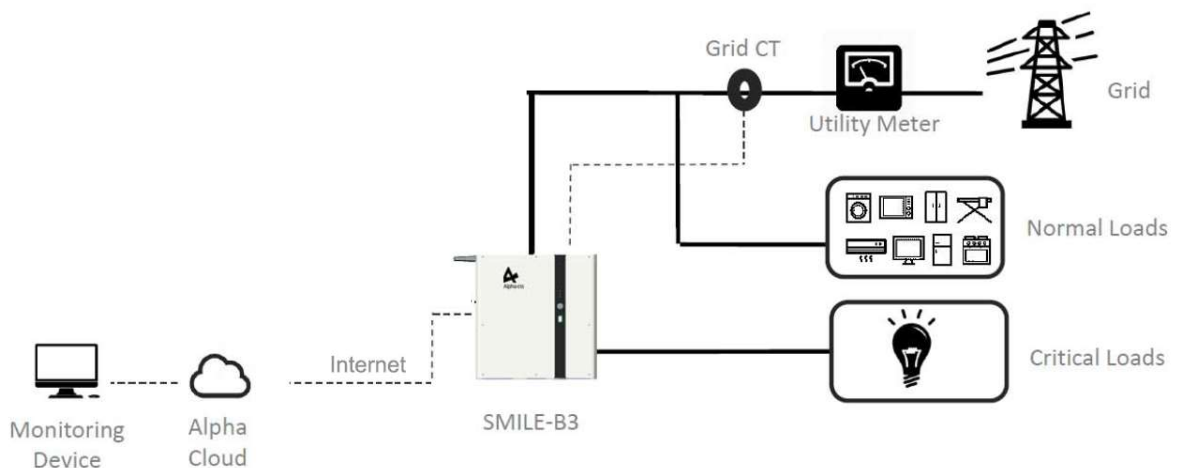 Grid CT
Grid
Utility Meter
Normal Loads
Critical Loads
Internet
SMILE-B3
Monitoring
Device
Alpha
Cloud